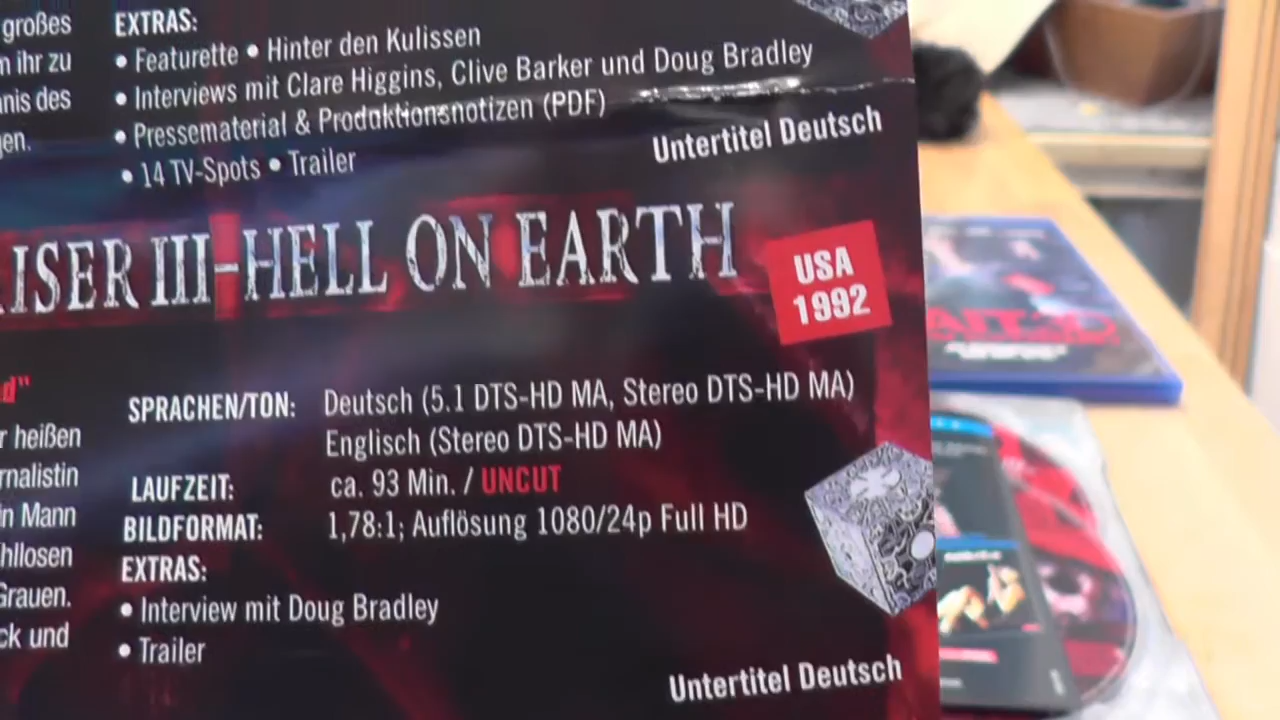 großes
m ihr zu
nis des
en.
EXTRAS:
• Featurette • Hinter den Kulissen
• Interviews mit Clare Higgins, Clive Barker und Doug Bradley
• Pressematerial & Produktionsnotizen (PDF)
• 14 TV-Spots • Trailer
Untertitel Deutsch
AISER III-HELL ON EARTH
USA
1992
d"
r heißen
rnalistin
in Mann
hllosen
Grauen.
ck und
SPRACHEN/TON: Deutsch (5.1 DTS-HD MA, Stereo DTS-HD MA)
Englisch (Stereo DTS-HD MA)
LAUFZEIT: ca. 93 Min. / UNCUT
BILDFORMAT: 1,78:1; Auflösung 1080/24p Full HD
EXTRAS:
• Interview mit Doug Bradley
• Trailer
Untertitel Deutsch